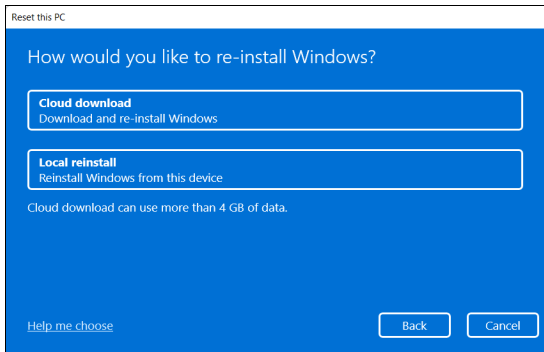 Reset this PC
How would you like to re-install Windows?
Cloud download
Download and re-install Windows
Local reinstall
Reinstall Windows from this device
Cloud download can use more than 4 GB of data.
Help me choose
Back
Cancel